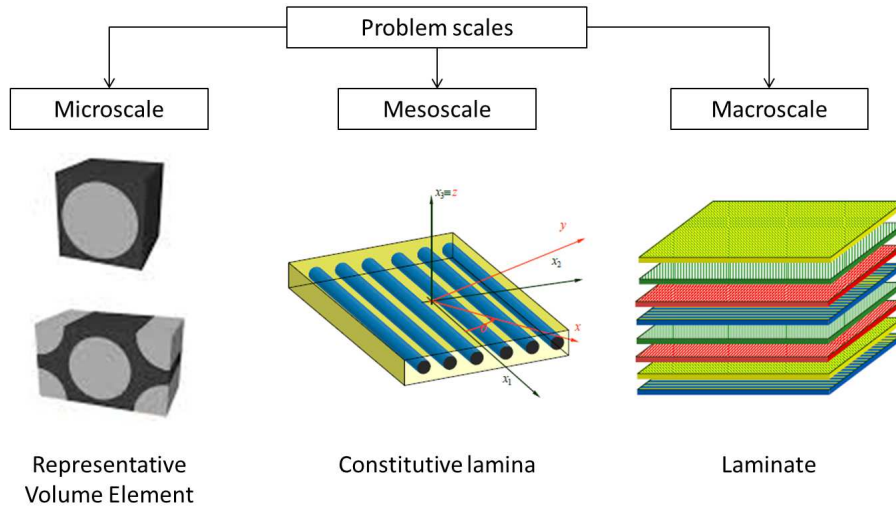 Problem scales
Microscale
Mesoscale
Macroscale
x₃≡z
y
x₂
x
x₁
Representative
Volume Element
Constitutive lamina
Laminate